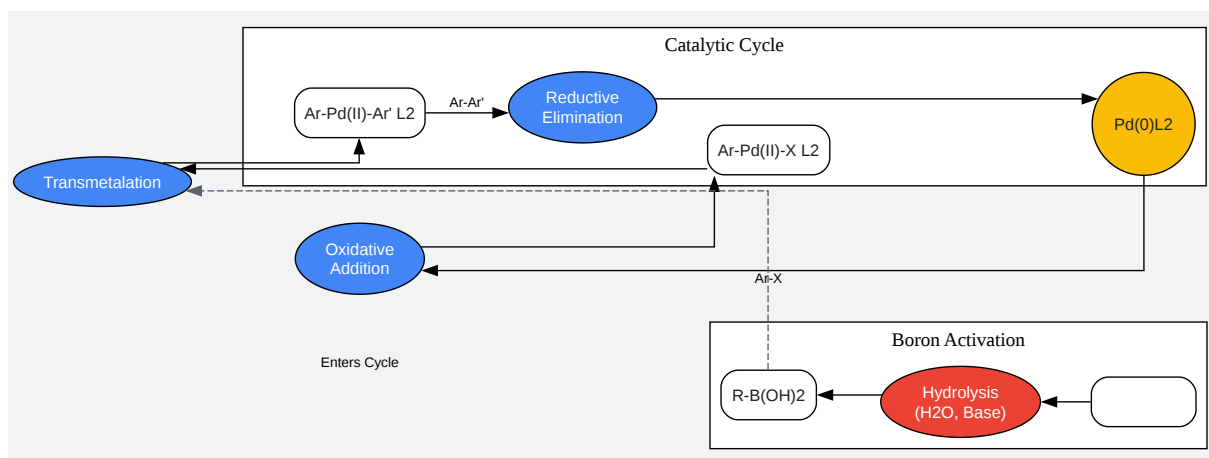 Catalytic Cycle
Ar-Pd(II)-Ar' L2
Ar-Ar'
Reductive
Elimination
Pd(0)L2
Ar-Pd(II)-X L2
Transmetalation
Oxidative
Addition
Ar-X
Enters Cycle
Boron Activation
R-B(OH)2
Hydrolysis
(H2O, Base)